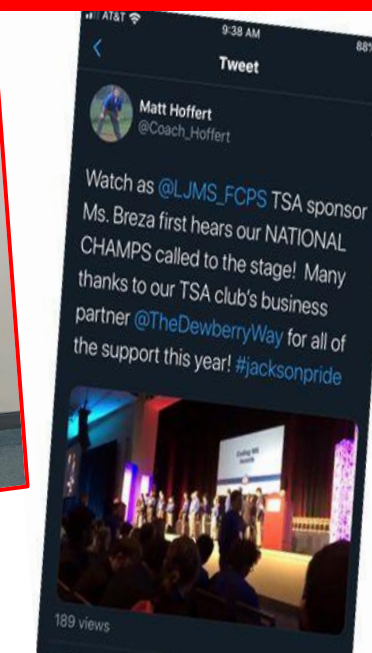 AT&T 9:38 AM 88%
Tweet
Matt Hoffert
@Coach_Hoffert
Watch as @LJMS_FCPS TSA sponsor
Ms. Breza first hears our NATIONAL
CHAMPS called to the stage! Many
thanks to our TSA club's business
partner @TheDewberryWay for all of
the support this year! #jacksonpride
189 views